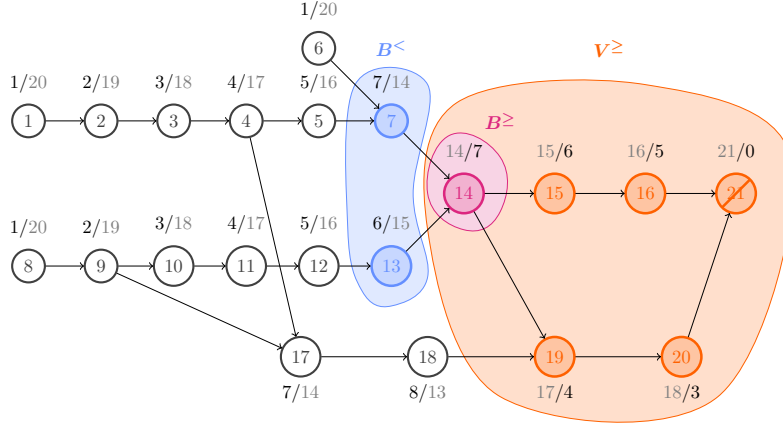 1/20
6
B<
V≥
1/20 2/19 3/18 4/17 5/16 7/14
1 2 3 4 5 7
B≥
14/7 15/6 16/5 21/0
14 15 16 21
1/20 2/19 3/18 4/17 5/16 6/15
8 9 10 11 12 13
17 18 19 20
7/14 8/13 17/4 18/3